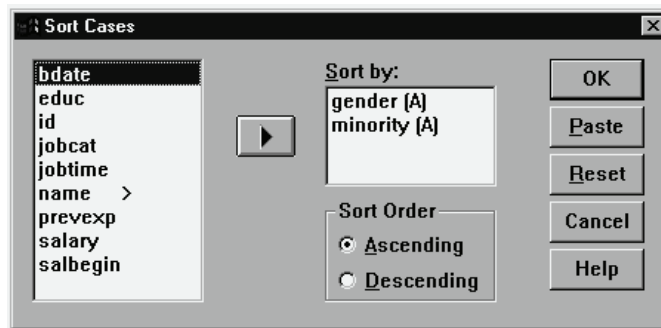 Sort Cases
bdate
educ
id
jobcat
jobtime
name >
prevexp
salary
salbegin
Sort by:
gender (A)
minority (A)
Sort Order
Ascending
Descending
OK
Paste
Reset
Cancel
Help